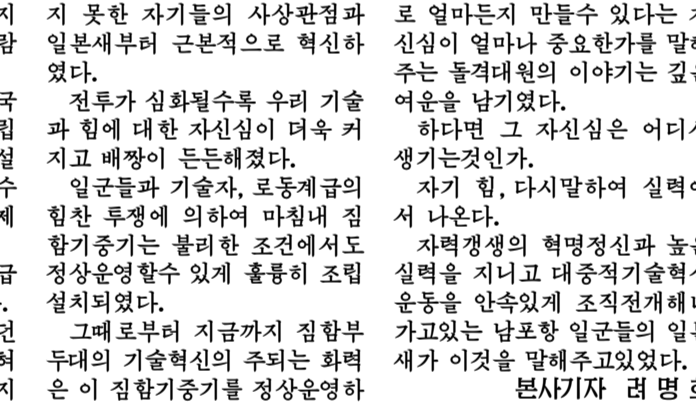 지
람
국
립
설
수
제
급
.
던
혀
지
지 못한 자기들의 사상관점과
일본새부터 근본적으로 혁신하
였다.
전투가 심화될수록 우리 기술
과 힘에 대한 자신심이 더욱 커
지고 배짱이 든든해졌다.
일군들과 기술자, 로동계급의
힘찬 투쟁에 의하여 마침내 짐
함기중기는 불리한 조건에서도
정상운영할수 있게 훌륭히 조립
설치되였다.
그때로부터 지금까지 짐함부
두대의 기술혁신의 주되는 화력
은 이 짐함기중기를 정상운영하
로 얼마든지 만들수 있다는
신심이 얼마나 중요한가를 말해
주는 돌격대원의 이야기는 깊은
여운을 남기였다.
하다면 그 자신심은 어디서
생기는것인가.
자기 힘, 다시말하여 실력에
서 나온다.
자력갱생의 혁명정신과 높은
실력을 지니고 대중적기술혁신
운동을 안속있게 조직전개해나
가고있는 남포항 일군들의 일본
새가 이것을 말해주고있었다.
본사기자 려명